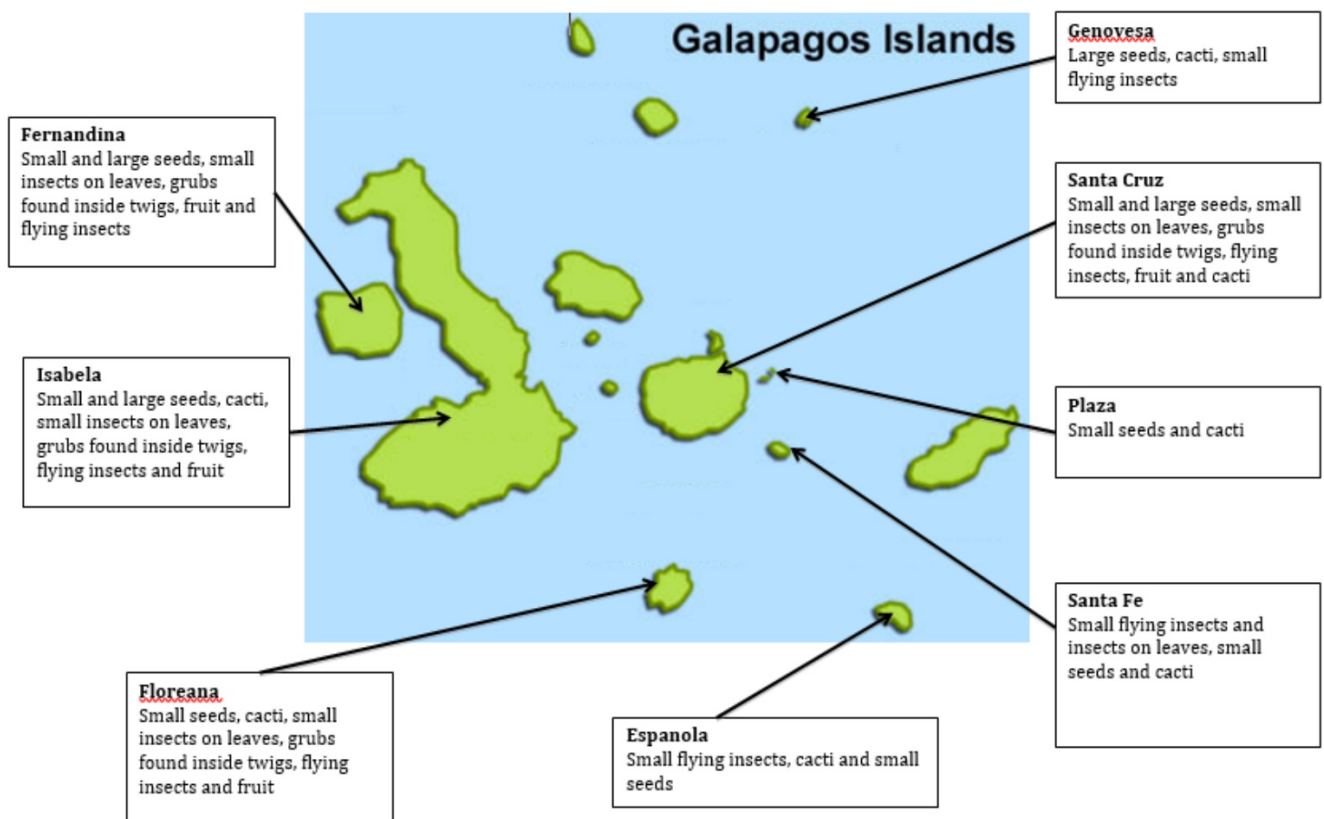 Galapagos Islands
Genovesa
Large seeds, cacti, small
flying insects
Fernandina
Small and large seeds, small
insects on leaves, grubs
found inside twigs, fruit and
flying insects
Santa Cruz
Small and large seeds, small
insects on leaves, grubs
found inside twigs, flying
insects, fruit and cacti
Isabela
Small and large seeds, cacti,
small insects on leaves,
grubs found inside twigs,
flying insects and fruit
Plaza
Small seeds and cacti
Santa Fe
Small flying insects and
insects on leaves, small
seeds and cacti
Floreana
Small seeds, cacti, small
insects on leaves, grubs
found inside twigs, flying
insects and fruit
Espanola
Small flying insects, cacti and small
seeds